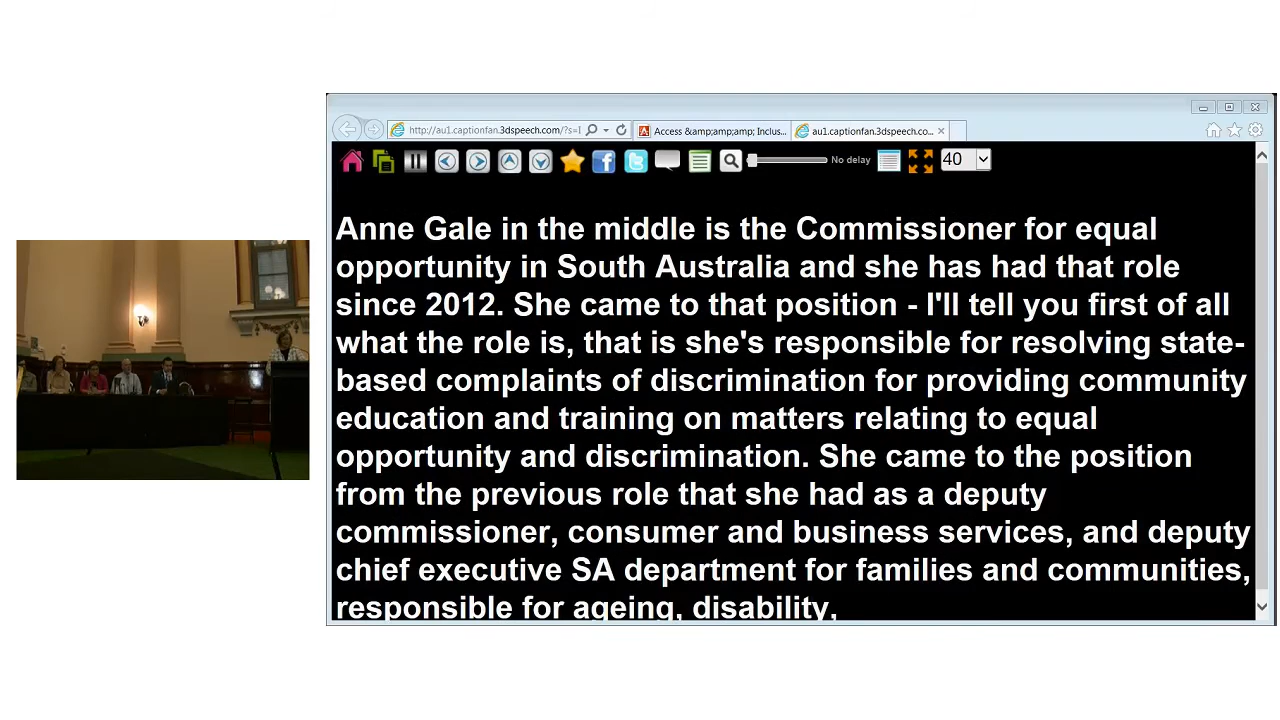 http://au1.captionfan.3dspeech.com/?s=I
Access &amp;amp;amp; Inclus...
au1.captionfan.3dspeech.co...
No delay
40
Anne Gale in the middle is the Commissioner for equal
opportunity in South Australia and she has had that role
since 2012. She came to that position - I'll tell you first of all
what the role is, that is she's responsible for resolving state-
based complaints of discrimination for providing community
education and training on matters relating to equal
opportunity and discrimination. She came to the position
from the previous role that she had as a deputy
commissioner, consumer and business services, and deputy
chief executive SA department for families and communities,
responsible for ageing, disability,